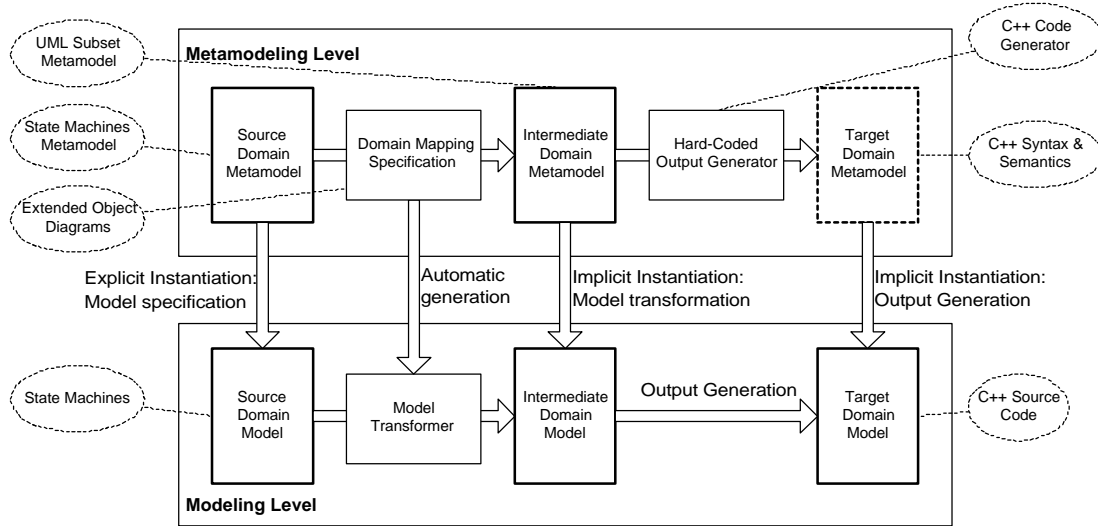 UML Subset
Metamodel
Metamodeling Level
C++ Code
Generator
State Machines
Metamodel
Source
Domain
Metamodel
Domain Mapping
Specification
Intermediate
Domain
Metamodel
Hard-Coded
Output Generator
Target
Domain
Metamodel
C++ Syntax &
Semantics
Extended Object
Diagrams
Explicit Instantiation:
Model specification
Automatic
generation
Implicit Instantiation:
Model transformation
Implicit Instantiation:
Output Generation
State Machines
Source
Domain
Model
Model
Transformer
Intermediate
Domain
Model
Output Generation
Target
Domain
Model
C++ Source
Code
Modeling Level